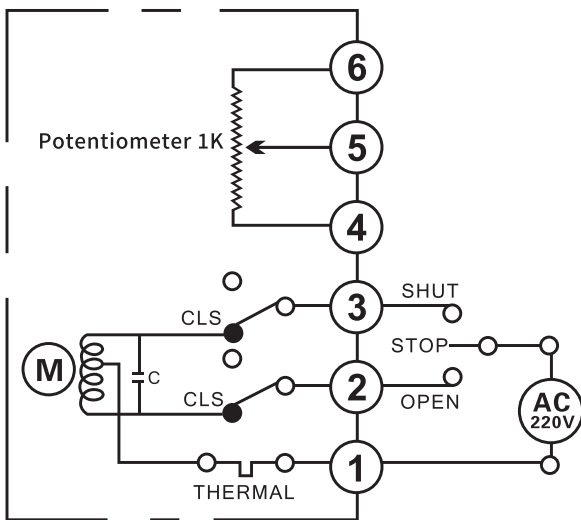 6
Potentiometer 1K
5
4
3
SHUT
CLS
STOP
M
C
2
CLS
OPEN
AC
220V
1
THERMAL